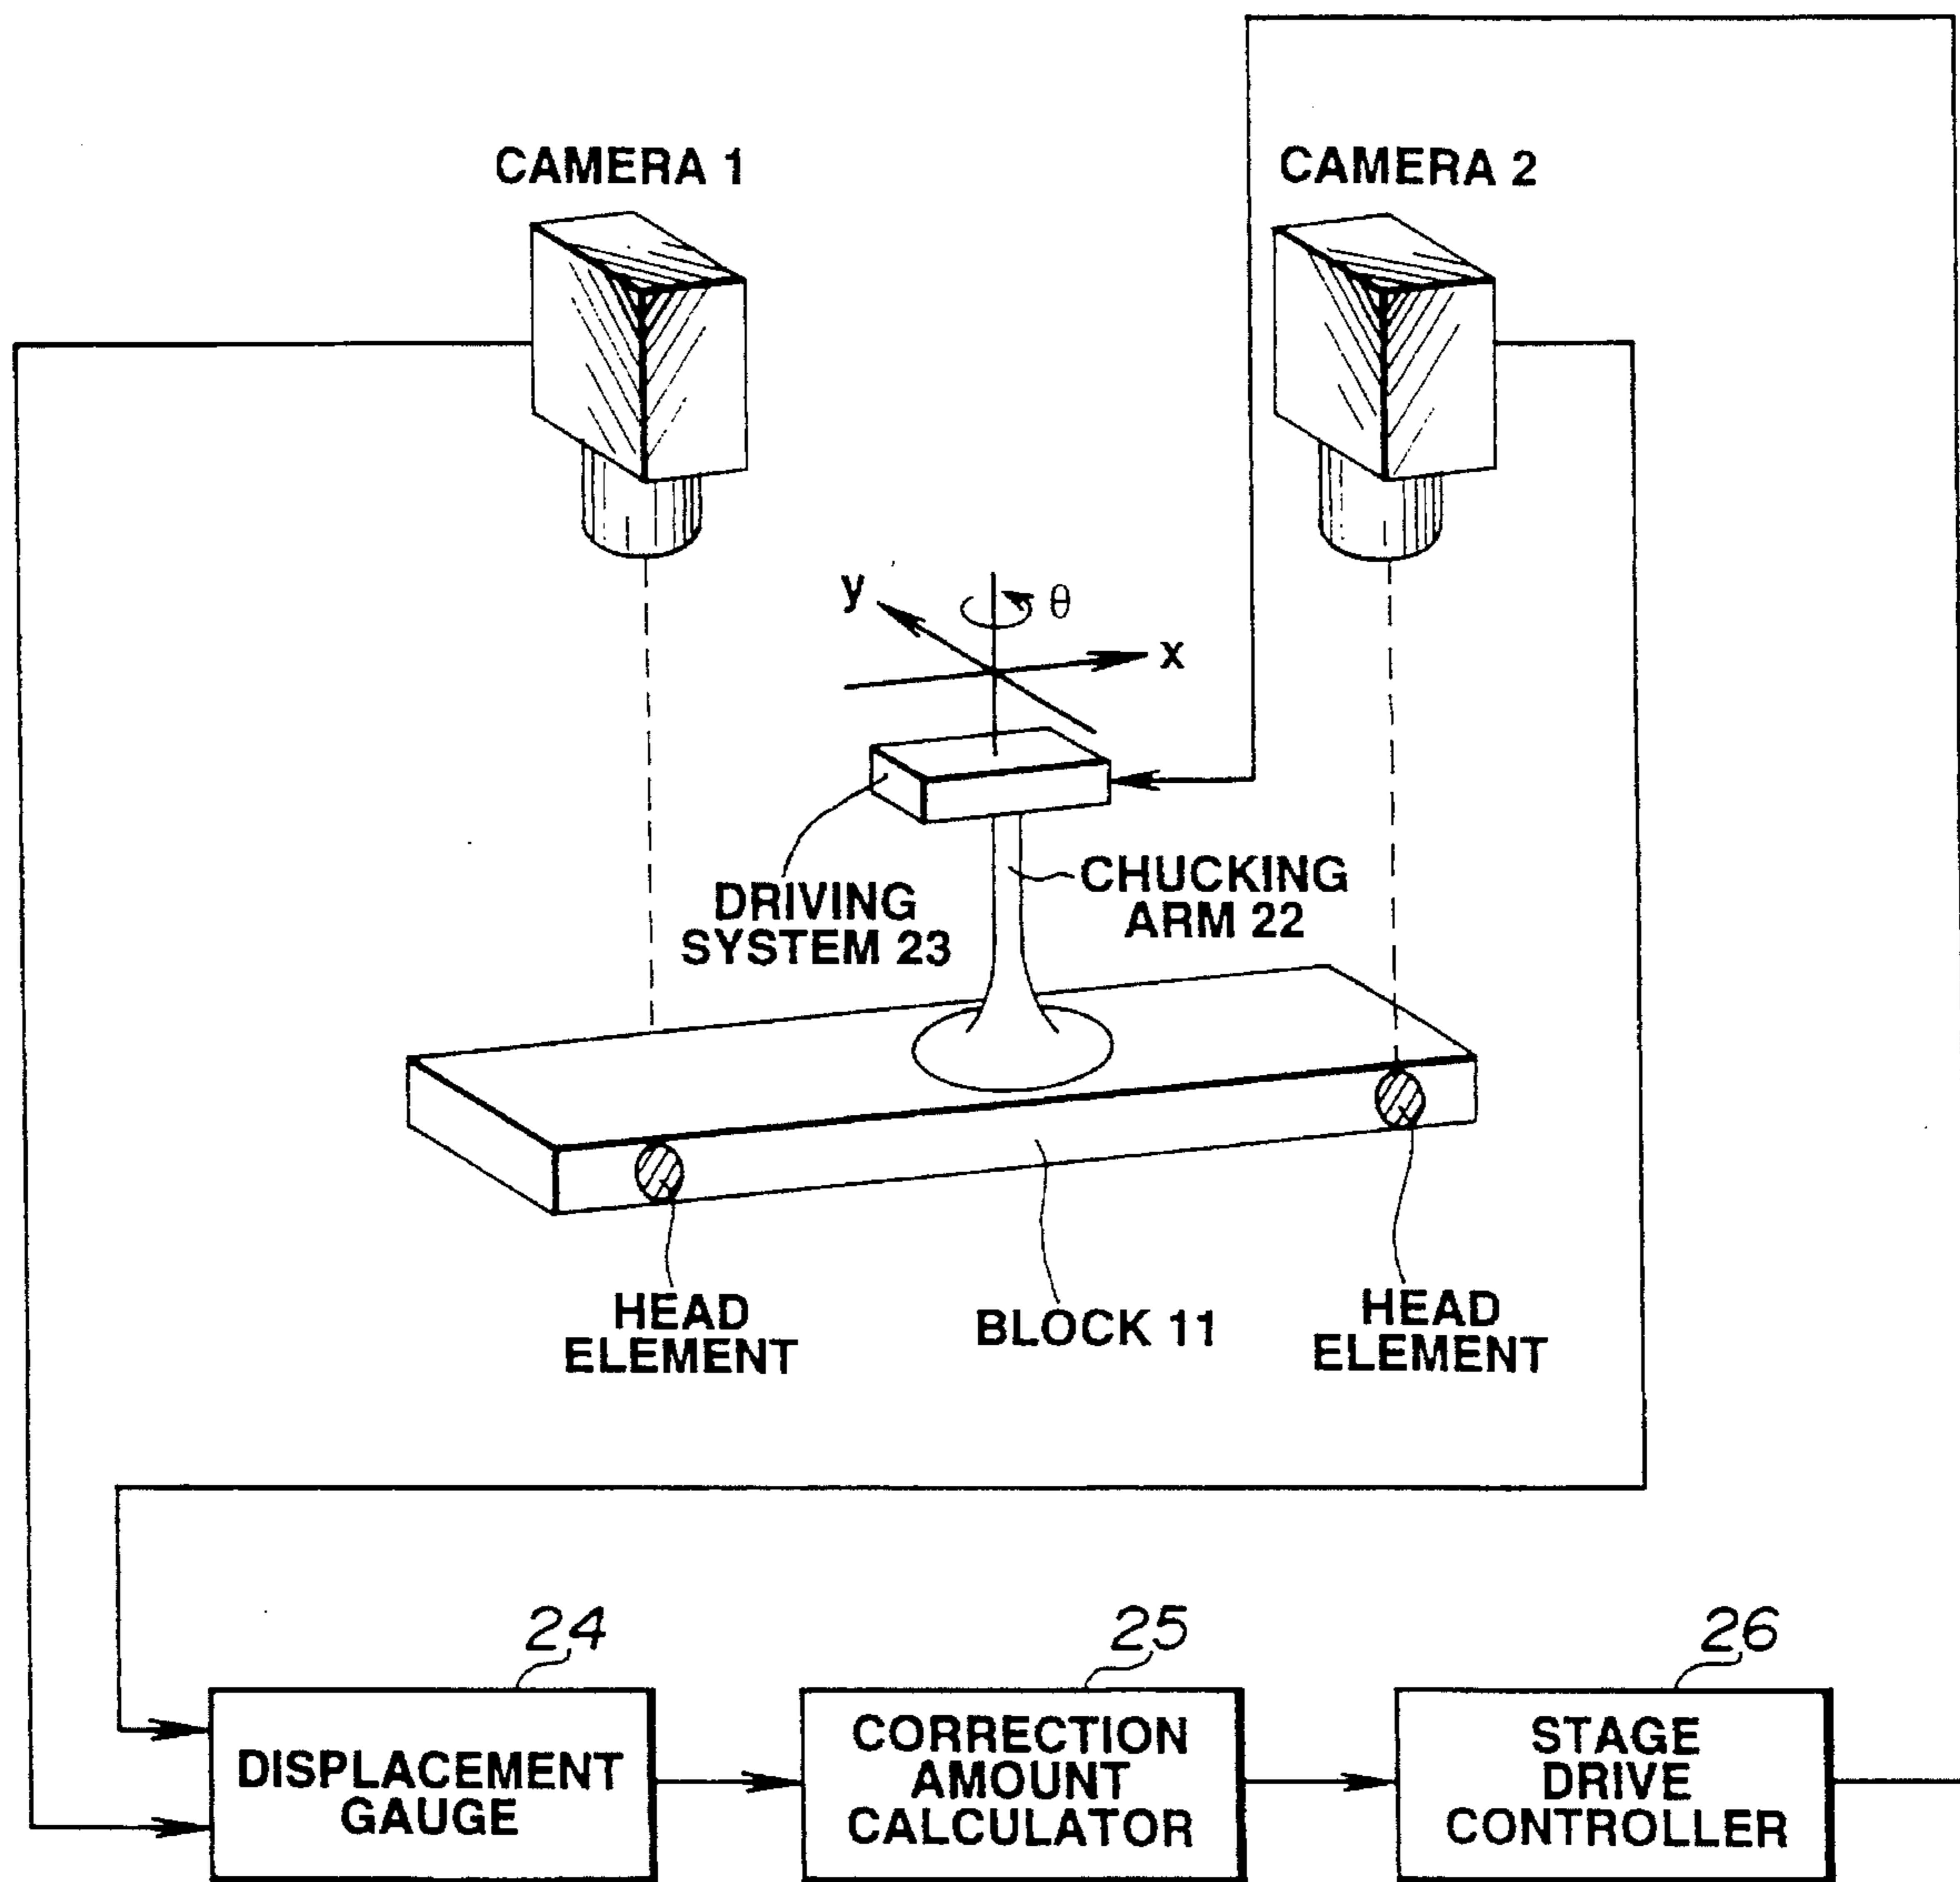 CAMERA 1
CAMERA 2
y
θ
x
DRIVING
SYSTEM 23
CHUCKING
ARM 22
HEAD
ELEMENT
BLOCK 11
HEAD
ELEMENT
24
25
26
DISPLACEMENT
GAUGE
CORRECTION
AMOUNT
CALCULATOR
STAGE
DRIVE
CONTROLLER